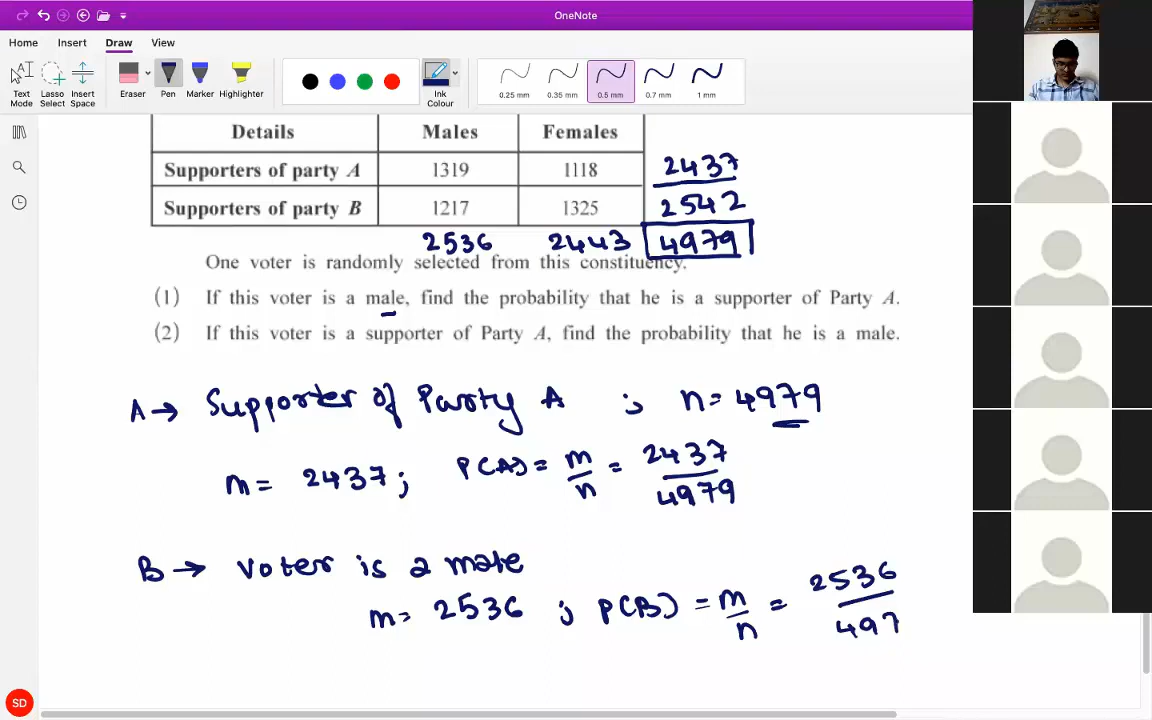 OneNote
Home Insert Draw View
Text Mode Lasso Select Insert Space Eraser Pen Marker Highlighter Ink Colour 0.25 mm 0.35 mm 0.5 mm 0.7 mm 1 mm
Details Males Females
Supporters of party A 1319 1118 2437
Supporters of party B 1217 1325 2542
2536 2443 4979
One voter is randomly selected from this constituency.
(1) If this voter is a male, find the probability that he is a supporter of Party A.
(2) If this voter is a supporter of Party A, find the probability that he is a male.
A → Supporter of Party A ; n = 4979
m = 2437 ; P(A) = m/n = 2437/4979
B → voter is a male
m = 2536 ; P(B) = m/n = 2536/497
SD